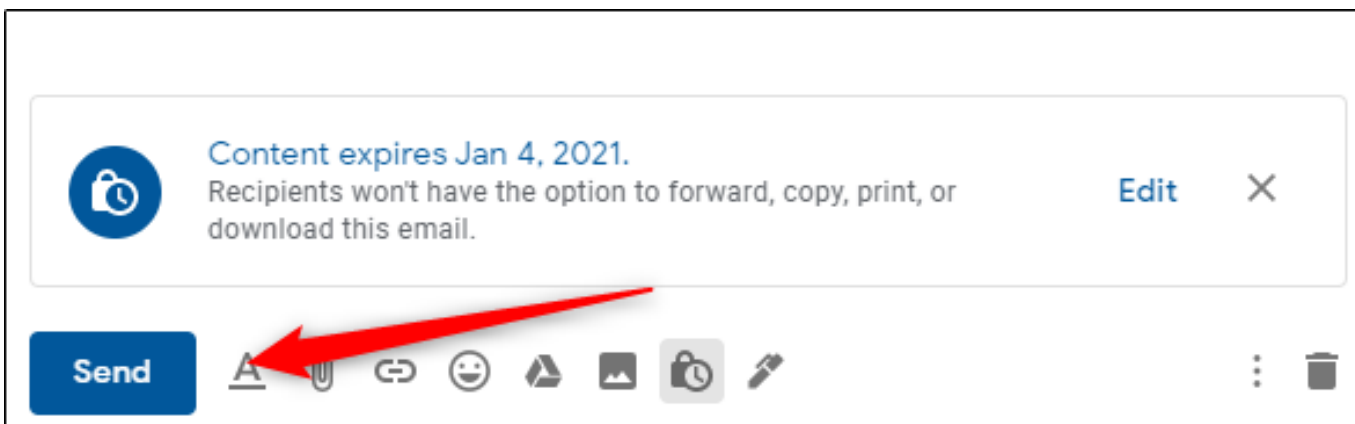 Content expires Jan 4, 2021.
Recipients won't have the option to forward, copy, print, or
download this email.
Edit
Send